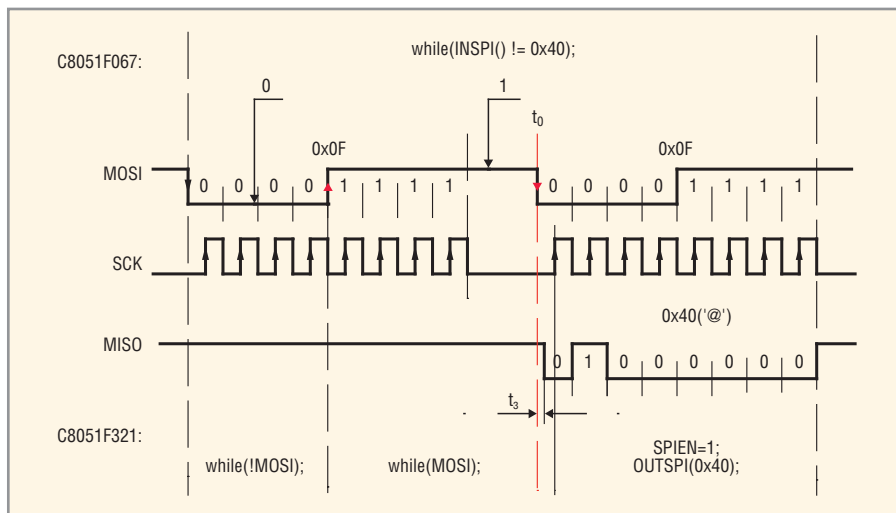 while(INSPI() != 0x40);
C8051F067:
0
1
t0
0x0F
0x0F
MOSI
0 0 0 0 1 1 1 1
0 0 0 0 1 1 1 1
SCK
0x40('@')
MISO
0 1 0 0 0 0 0 0
t3
C8051F321:
SPIEN=1;
while(!MOSI);
while(MOSI);
OUTSPI(0x40);